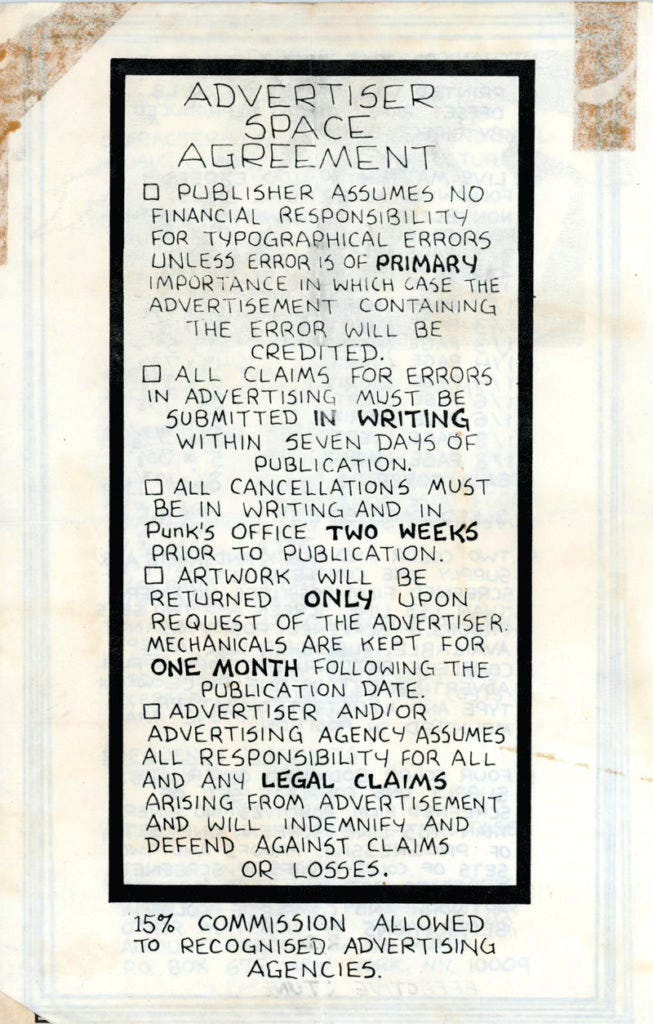 ADVERTISER
SPACE
AGREEMENT
☐ PUBLISHER ASSUMES NO
FINANCIAL RESPONSIBILITY
FOR TYPOGRAPHICAL ERRORS
UNLESS ERROR IS OF PRIMARY
IMPORTANCE IN WHICH CASE THE
ADVERTISEMENT CONTAINING
THE ERROR WILL BE
CREDITED.
☐ ALL CLAIMS FOR ERRORS
IN ADVERTISING MUST BE
SUBMITTED IN WRITING
WITHIN SEVEN DAYS OF
PUBLICATION.
☐ ALL CANCELLATIONS MUST
BE IN WRITING AND IN
Punk's OFFICE TWO WEEKS
PRIOR TO PUBLICATION.
☐ ARTWORK WILL BE
RETURNED ONLY UPON
REQUEST OF THE ADVERTISER.
MECHANICALS ARE KEPT FOR
ONE MONTH FOLLOWING THE
PUBLICATION DATE.
☐ ADVERTISER AND/OR
ADVERTISING AGENCY ASSUMES
ALL RESPONSIBILITY FOR ALL
AND ANY LEGAL CLAIMS
ARISING FROM ADVERTISEMENT
AND WILL INDEMNIFY AND
DEFEND AGAINST CLAIMS
OR LOSSES.
15% COMMISSION ALLOWED
TO RECOGNISED ADVERTISING
AGENCIES.